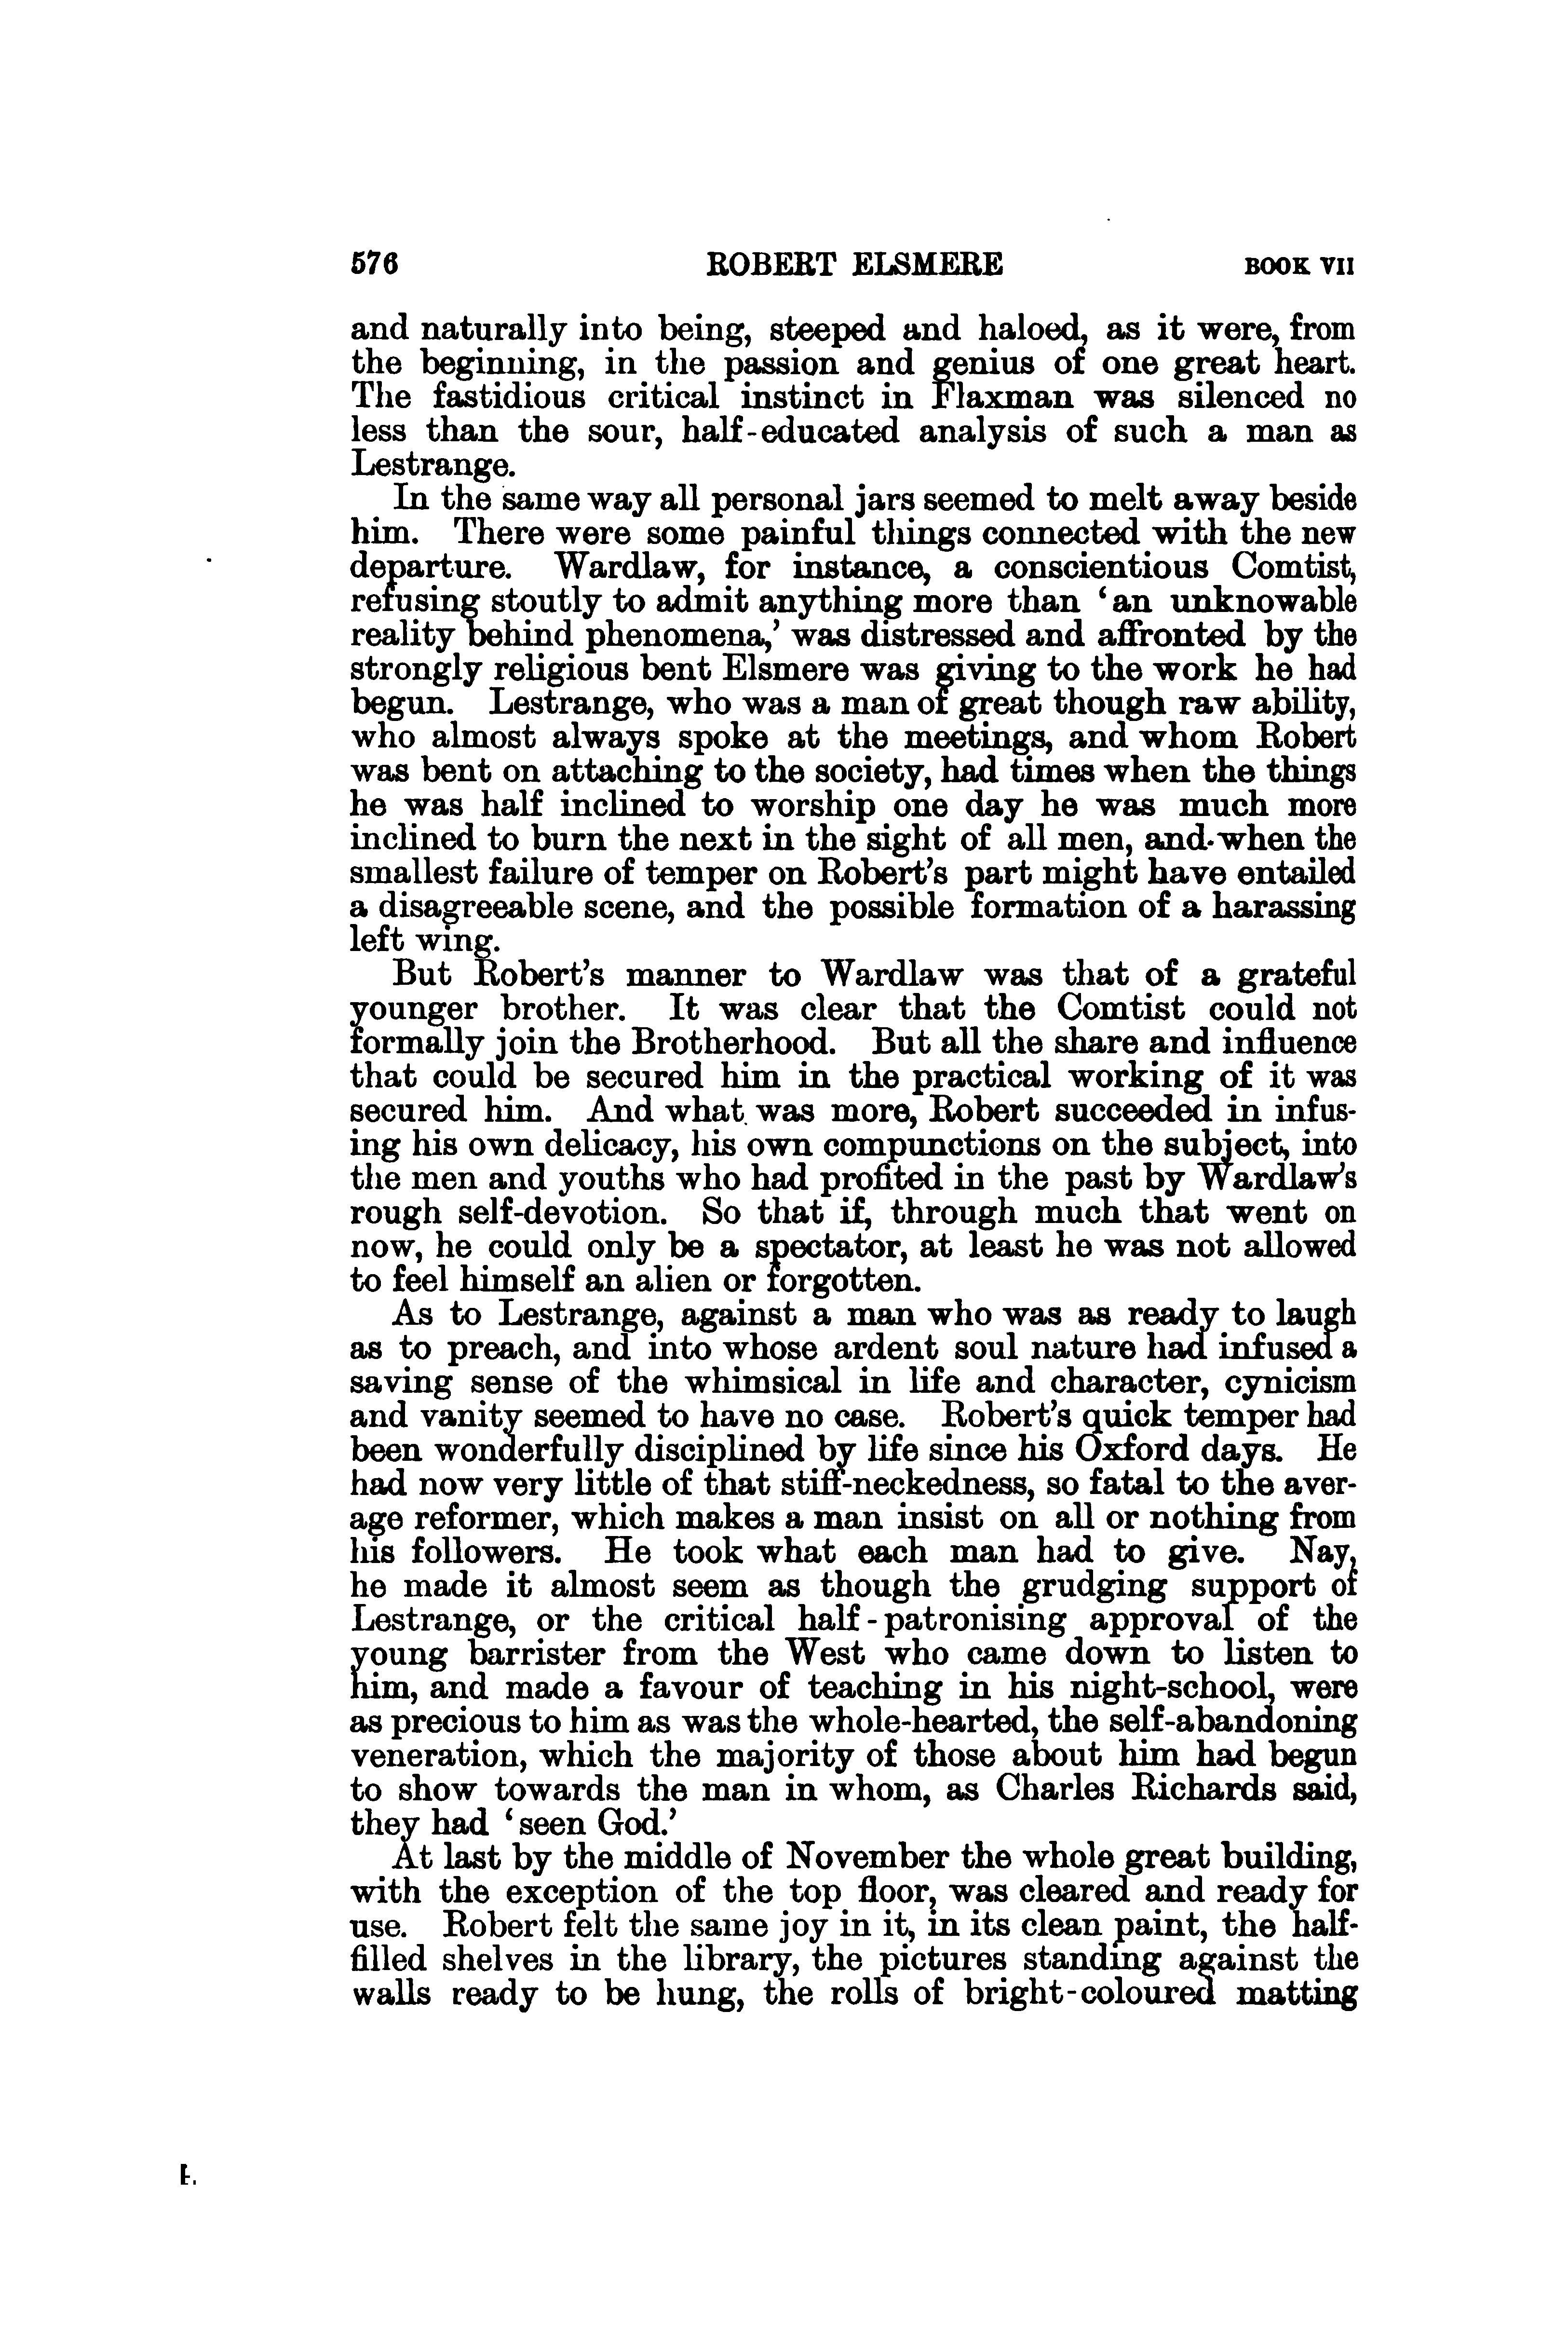 576 ROBERT ELSMERE BOOK VII
and naturally into being, steeped and haloed, as it were, from
the beginning, in the passion and genius of one great heart.
The fastidious critical instinct in Flaxman was silenced no
less than the sour, half-educated analysis of such a man as
Lestrange.
In the same way all personal jars seemed to melt away beside
him. There were some painful things connected with the new
departure. Wardlaw, for instance, a conscientious Comtist,
refusing stoutly to admit anything more than ‘an unknowable
reality behind phenomena,’ was distressed and affronted by the
strongly religious bent Elsmere was giving to the work he had
begun. Lestrange, who was a man of great though raw ability,
who almost always spoke at the meetings, and whom Robert
was bent on attaching to the society, had times when the things
he was half inclined to worship one day he was much more
inclined to burn the next in the sight of all men, and when the
smallest failure of temper on Robert’s part might have entailed
a disagreeable scene, and the possible formation of a harassing
left wing.
But Robert’s manner to Wardlaw was that of a grateful
younger brother. It was clear that the Comtist could not
formally join the Brotherhood. But all the share and influence
that could be secured him in the practical working of it was
secured him. And what was more, Robert succeeded in infus-
ing his own delicacy, his own compunctions on the subject, into
the men and youths who had profited in the past by Wardlaw’s
rough self-devotion. So that if, through much that went on
now, he could only be a spectator, at least he was not allowed
to feel himself an alien or forgotten.
As to Lestrange, against a man who was as ready to laugh
as to preach, and into whose ardent soul nature had infused a
saving sense of the whimsical in life and character, cynicism
and vanity seemed to have no case. Robert’s quick temper had
been wonderfully disciplined by life since his Oxford days. He
had now very little of that stiff-neckedness, so fatal to the aver-
age reformer, which makes a man insist on all or nothing from
his followers. He took what each man had to give. Nay,
he made it almost seem as though the grudging support of
Lestrange, or the critical half-patronising approval of the
young barrister from the West who came down to listen to
him, and made a favour of teaching in his night-school, were
as precious to him as was the whole-hearted, the self-abandoning
veneration, which the majority of those about him had begun
to show towards the man in whom, as Charles Richards said,
they had ‘seen God.’
At last by the middle of November the whole great building,
with the exception of the top floor, was cleared and ready for
use. Robert felt the same joy in it, in its clean paint, the half-
filled shelves in the library, the pictures standing against the
walls ready to be hung, the rolls of bright-coloured matting